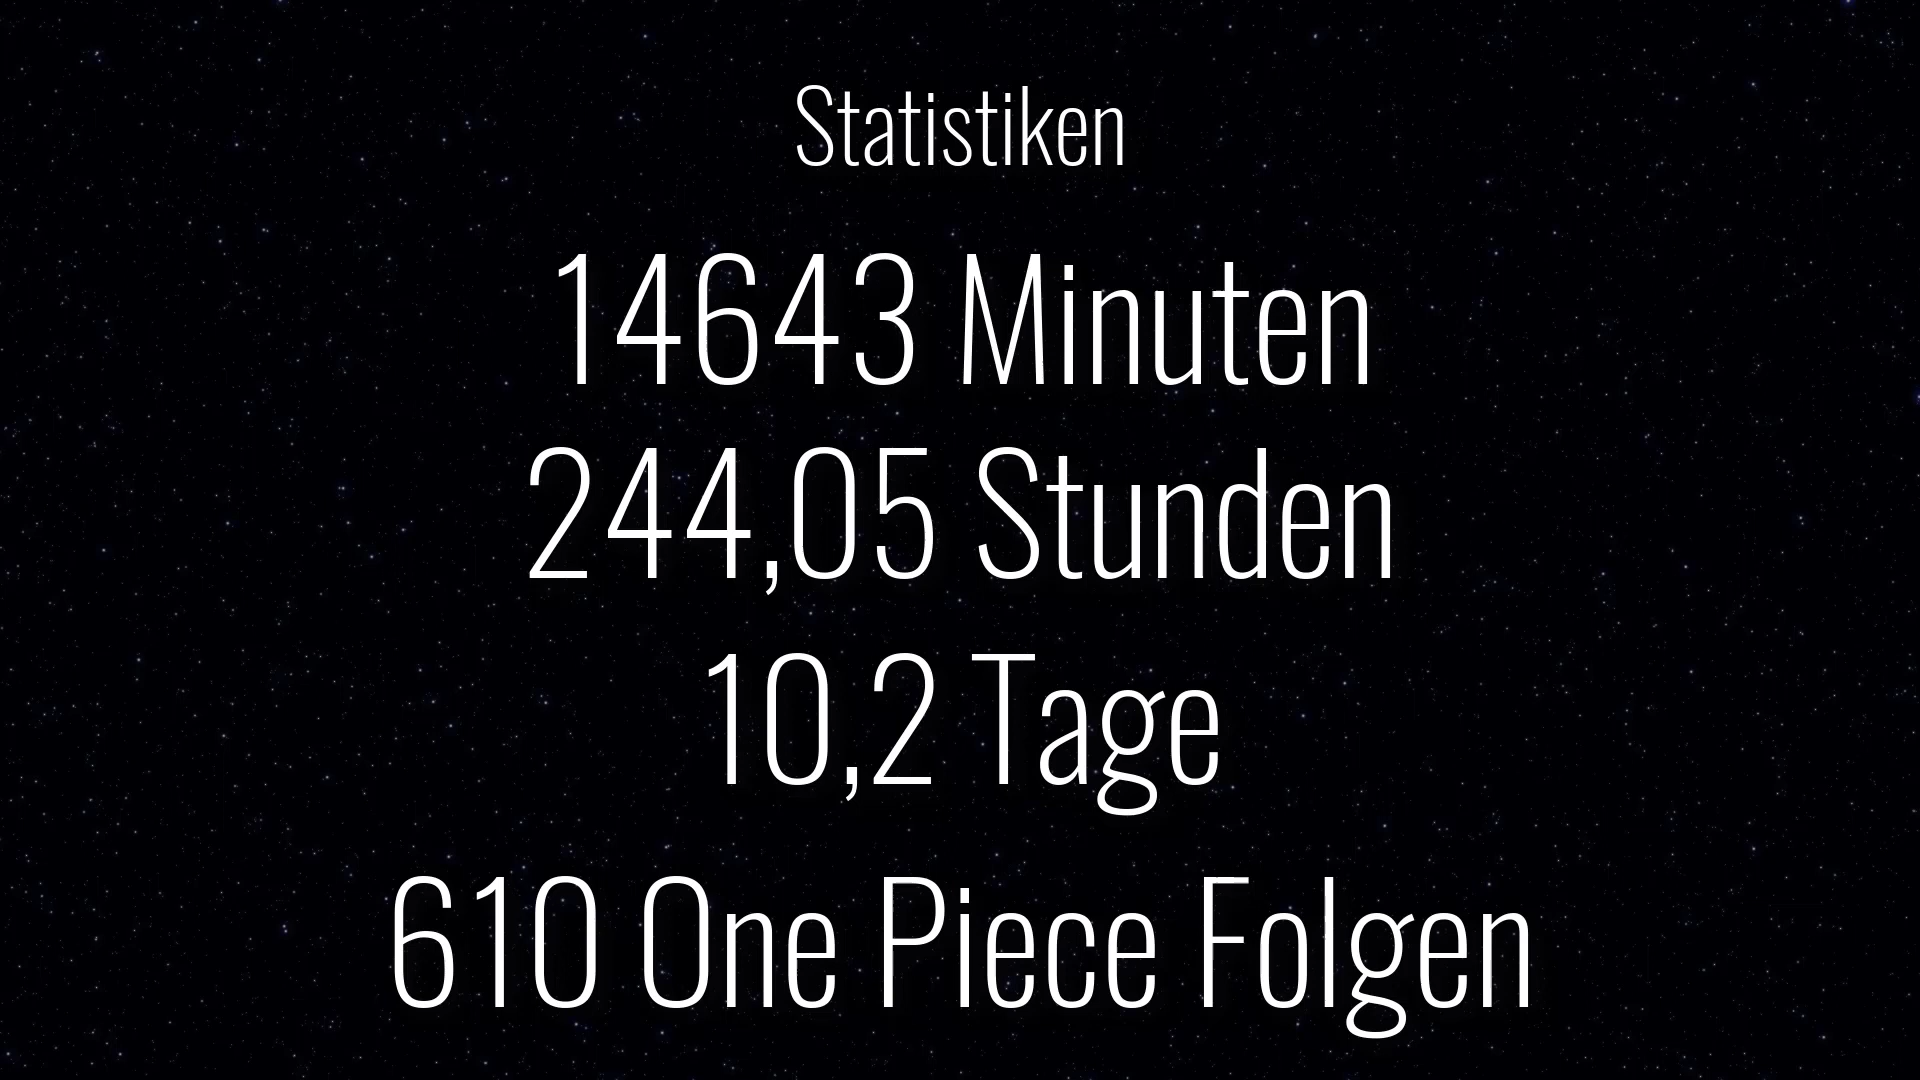 Statistiken
14643 Minuten
244,05 Stunden
10,2 Tage
610 One Piece Folgen